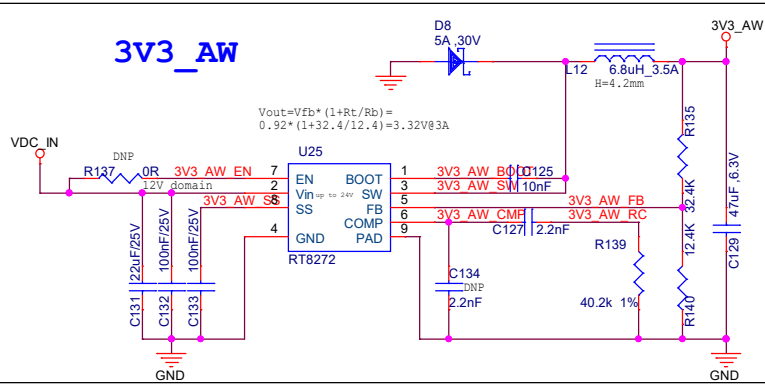 3V3_AW
D8
5A ,30V
3V3_AW
L12
6.8uH_3.5A
H=4.2mm
Vout=Vfb*(1+Rt/Rb)=
0.92*(1+32.4/12.4)=3.32V@3A
VDC_IN
DNP
R137
0R
3V3_AW_EN
12V domain
3V3_AW_SS
U25
7
EN
2
Vin
up to 24V
8
SS
4
GND
BOOT
1
SW
3
FB
5
COMP
6
PAD
9
RT8272
3V3_AW_BOOT
C125
3V3_AW_SW
10nF
3V3_AW_FB
3V3_AW_CMP
3V3_AW_RC
C127
2.2nF
R135
32.4K
12.4K
R140
R139
40.2k 1%
C134
DNP
2.2nF
47uF ,6.3V
C129
22uF/25V
C131
100nF/25V
C132
100nF/25V
C133
GND
GND